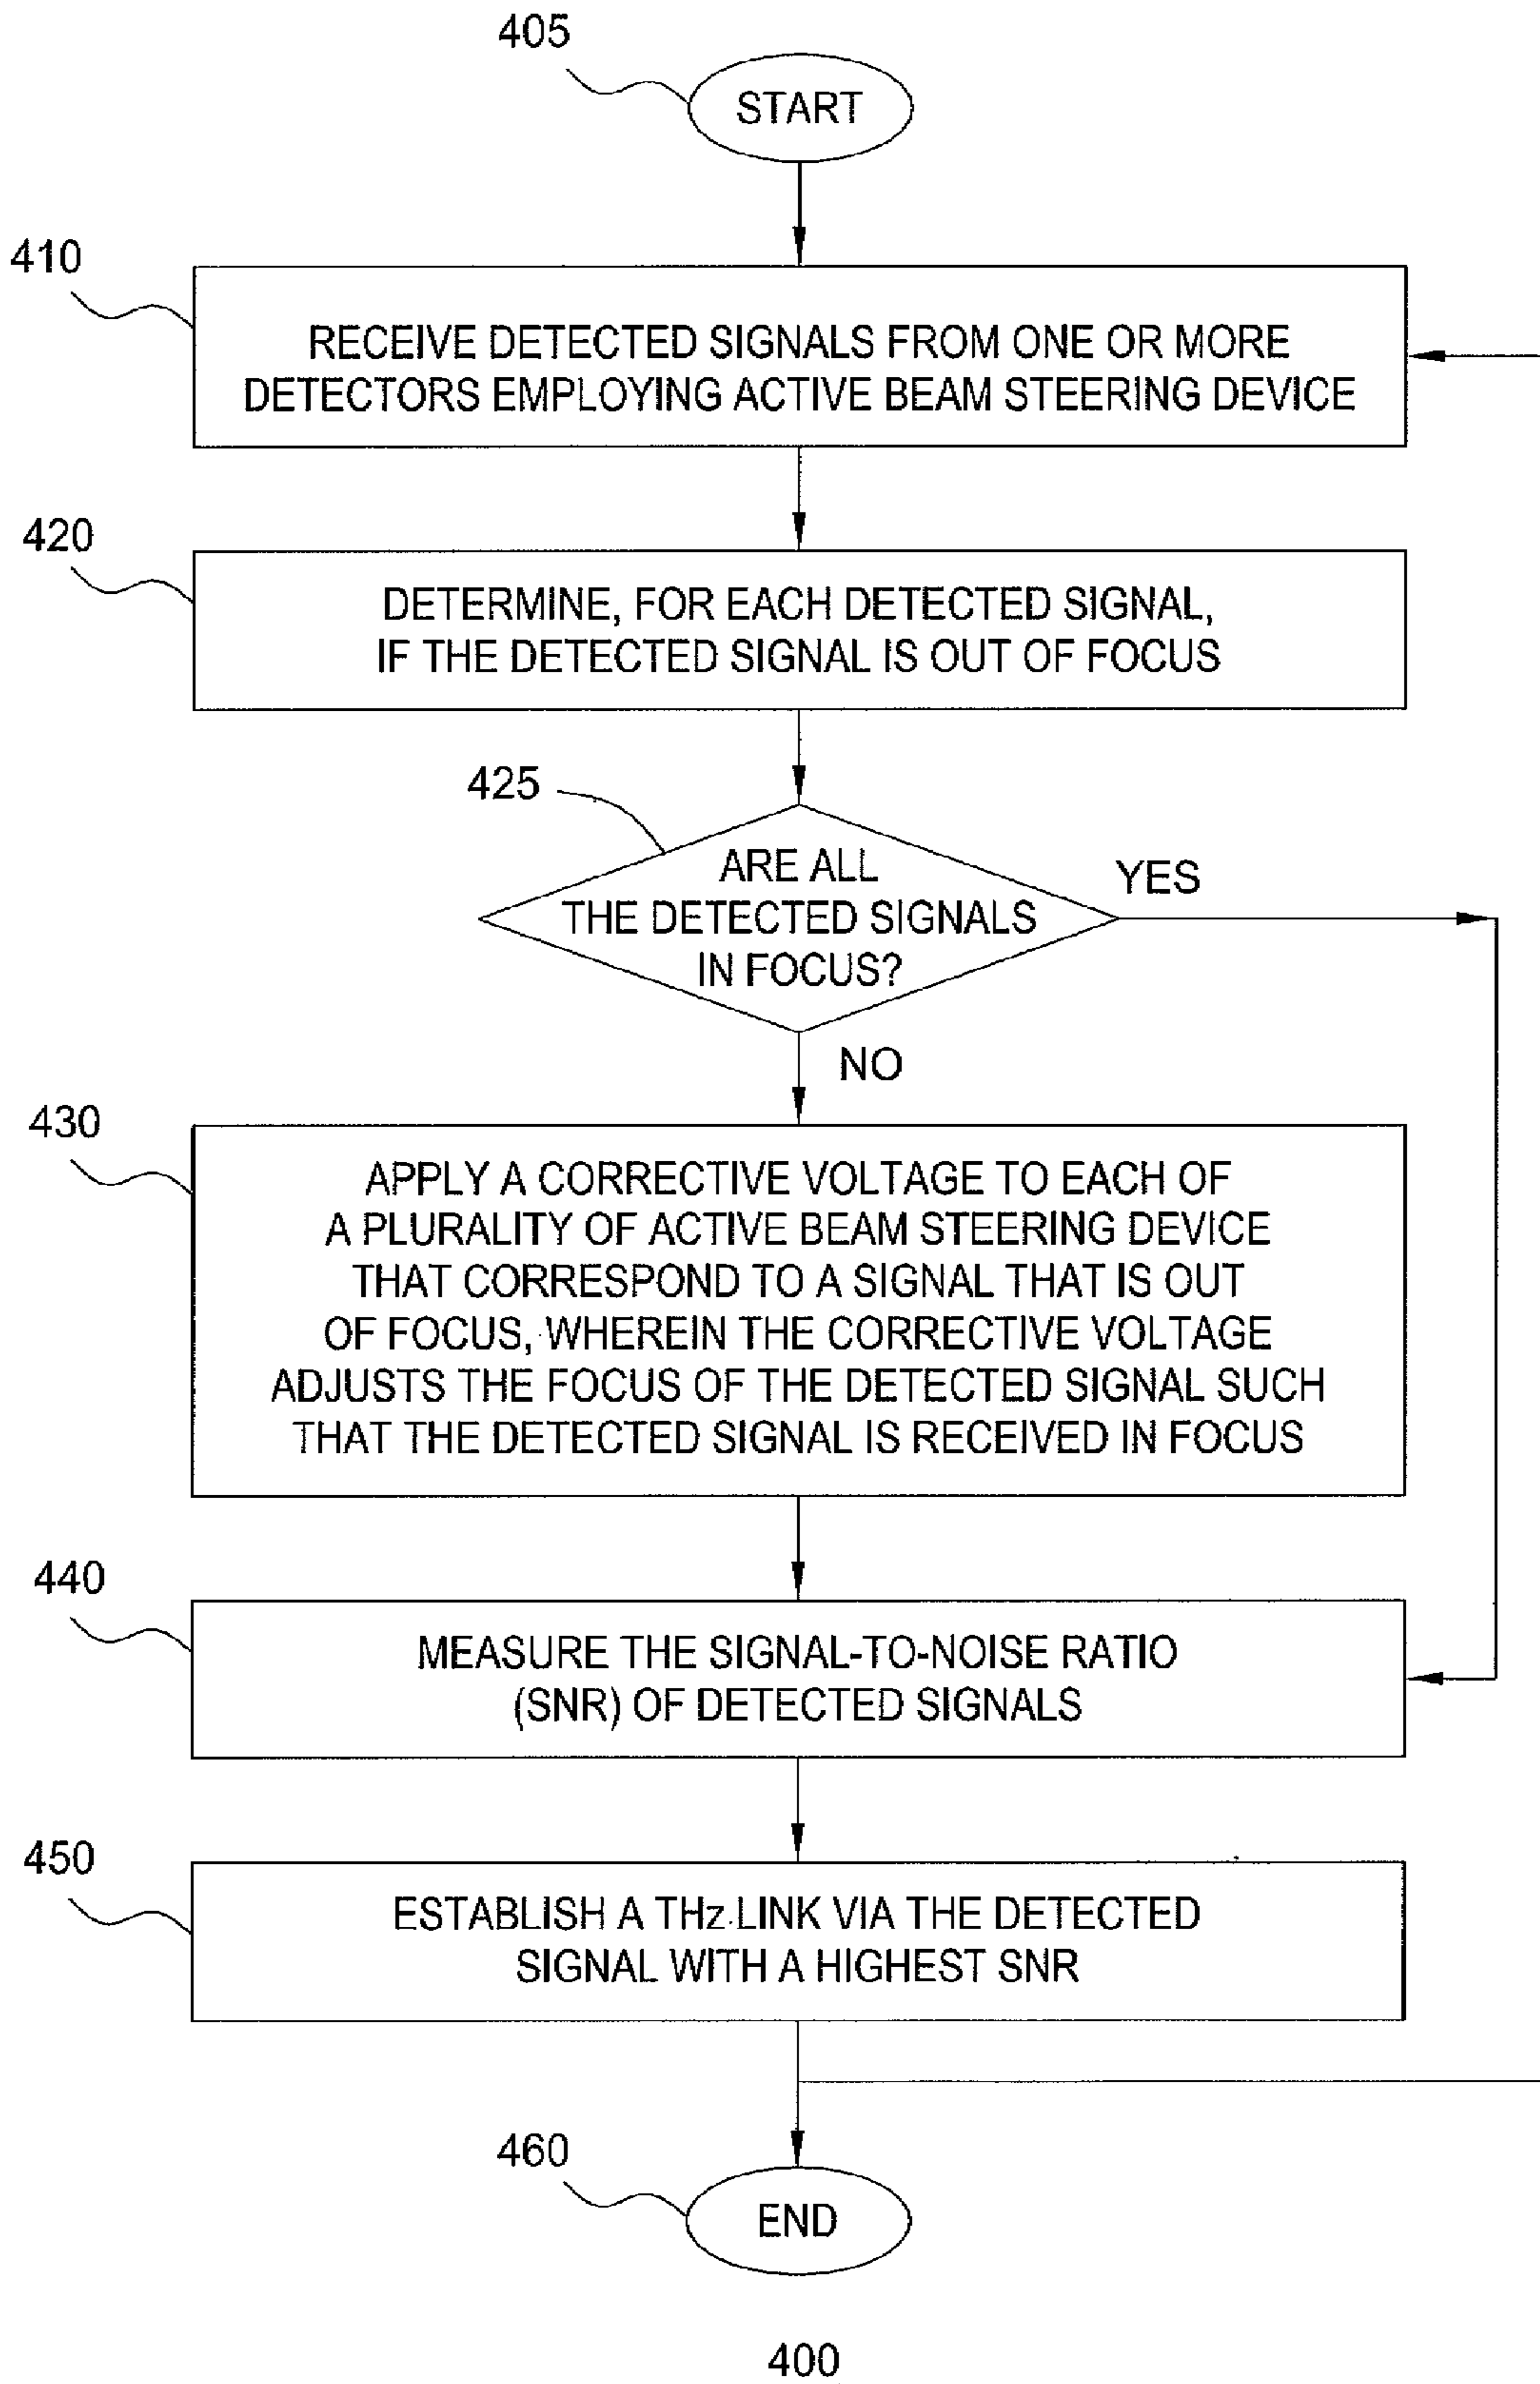 405
START
410
RECEIVE DETECTED SIGNALS FROM ONE OR MORE
DETECTORS EMPLOYING ACTIVE BEAM STEERING DEVICE
420
DETERMINE, FOR EACH DETECTED SIGNAL,
IF THE DETECTED SIGNAL IS OUT OF FOCUS
425
ARE ALL
THE DETECTED SIGNALS
IN FOCUS?
YES
NO
430
APPLY A CORRECTIVE VOLTAGE TO EACH OF
A PLURALITY OF ACTIVE BEAM STEERING DEVICE
THAT CORRESPOND TO A SIGNAL THAT IS OUT
OF FOCUS, WHEREIN THE CORRECTIVE VOLTAGE
ADJUSTS THE FOCUS OF THE DETECTED SIGNAL SUCH
THAT THE DETECTED SIGNAL IS RECEIVED IN FOCUS
440
MEASURE THE SIGNAL-TO-NOISE RATIO
(SNR) OF DETECTED SIGNALS
450
ESTABLISH A THz LINK VIA THE DETECTED
SIGNAL WITH A HIGHEST SNR
460
END
400